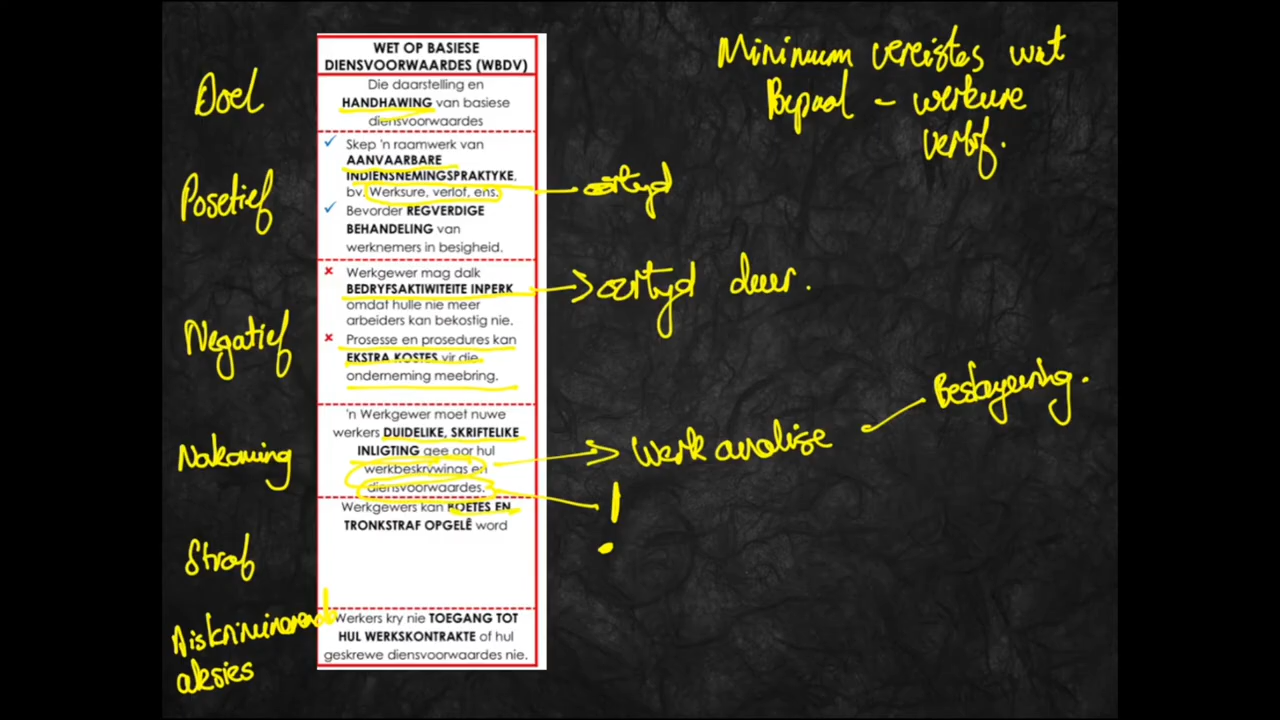 Minimum vereistes wat
Bepaal - werkure
verlof.
WET OP BASIESE
DIENSVOORWAARDES (WBDV)
Doel
Die daarstelling en
HANDHAWING van basiese
diensvoorwaardes
Posetief
✓ Skep 'n raamwerk van
AANVAARBARE
INDIENSNEMINGSPRAKTYKE,
bv. Werksure, verlof, ens.
oortyd
✓ Bevorder REGVERDIGE
BEHANDELING van
werknemers in besigheid.
Negatief
✗ Werkgewer mag dalk
BEDRYFSAKTIWITEITE INPERK
oortyd duur.
omdat hulle nie meer
arbeiders kan bekostig nie.
✗ Prosesse en prosedures kan
EKSTRA KOSTES vir die
onderneming meebring.
Nakoming
'n Werkgewer moet nuwe
werkers DUIDELIKE, SKRIFTELIKE
INLIGTING gee oor hul
werkbeskrywings en
diensvoorwaardes.
Werk analise
!
Straf
Werkgewers kan BOETES EN
TRONKSTRAF OPGELÊ word
Diskriminerende
aksies
Werkers kry nie TOEGANG TOT
HUL WERKSKONTRAKTE of hul
geskrewe diensvoorwaardes nie.